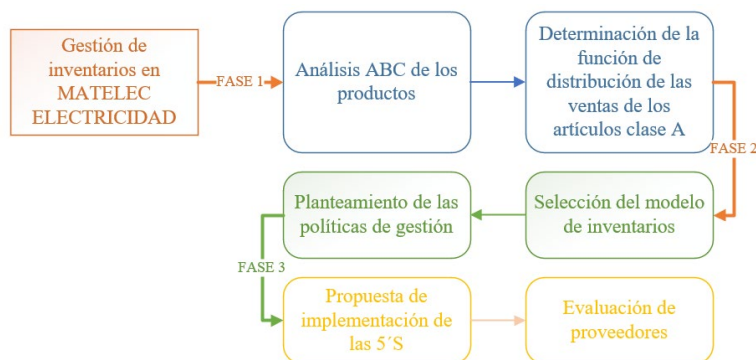 Gestión de
inventarios en
MATELEC
ELECTRICIDAD
FASE 1
Análisis ABC de los
productos
Determinación de la
función de
distribución de las
ventas de los
artículos clase A
FASE 2
Selección del modelo
de inventarios
Planteamiento de las
políticas de gestión
FASE 3
Propuesta de
implementación de
las 5´S
Evaluación de
proveedores